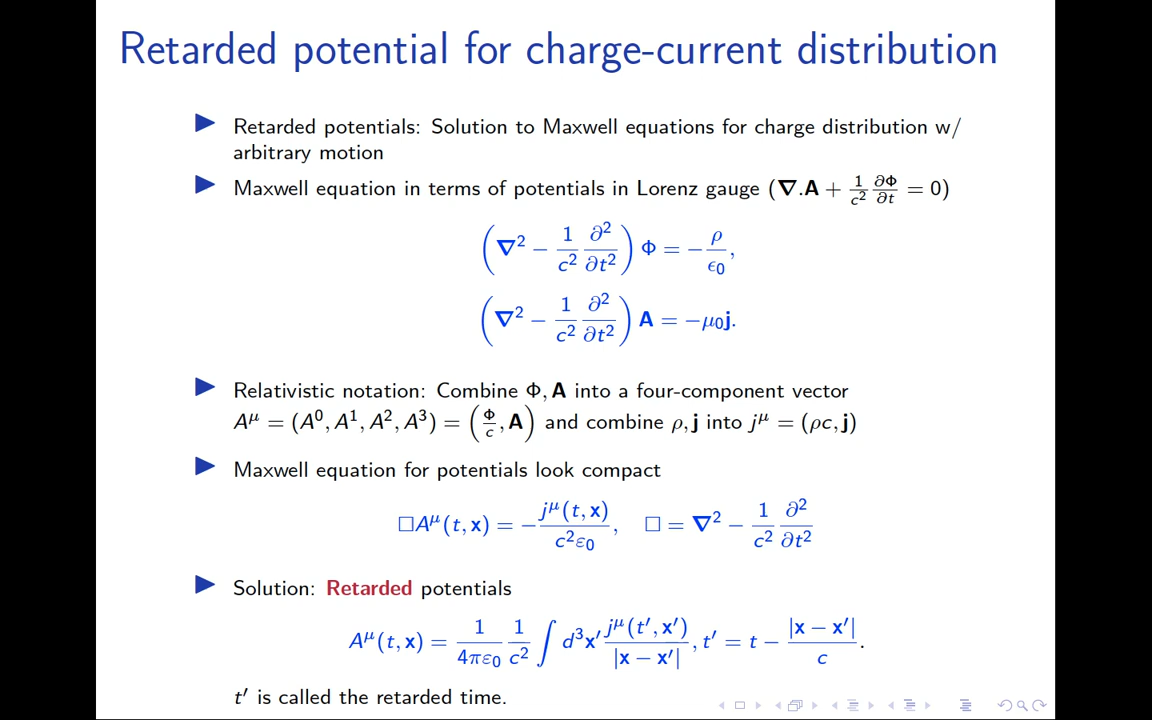 Retarded potential for charge-current distribution
▶ Retarded potentials: Solution to Maxwell equations for charge distribution w/
arbitrary motion
▶ Maxwell equation in terms of potentials in Lorenz gauge (∇.A + 1/c² ∂Φ/∂t = 0)
(∇² − 1/c² ∂²/∂t²) Φ = −ρ/ϵ₀,
(∇² − 1/c² ∂²/∂t²) A = −μ₀j.
▶ Relativistic notation: Combine Φ, A into a four-component vector
A^μ = (A⁰, A¹, A², A³) = (Φ/c, A) and combine ρ, j into j^μ = (ρc, j)
▶ Maxwell equation for potentials look compact
□A^μ(t, x) = −j^μ(t, x)/(c²ε₀), □ = ∇² − 1/c² ∂²/∂t²
▶ Solution: Retarded potentials
A^μ(t, x) = 1/(4πε₀) 1/c² ∫ d³x′ j^μ(t′, x′)/|x − x′|, t′ = t − |x − x′|/c.
t′ is called the retarded time.